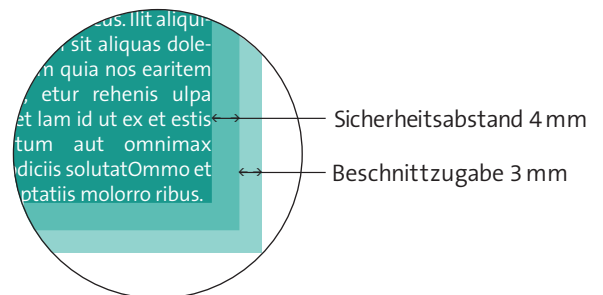 Ilit aliqui-
sit aliquas dole-
quia nos earitem
etur rehenis ulpa
et lam id ut ex et estis
tum aut omnimax
diciis solutatOmmo et
ptatiis molorro ribus.
Sicherheitsabstand 4 mm
Beschnittzugabe 3 mm